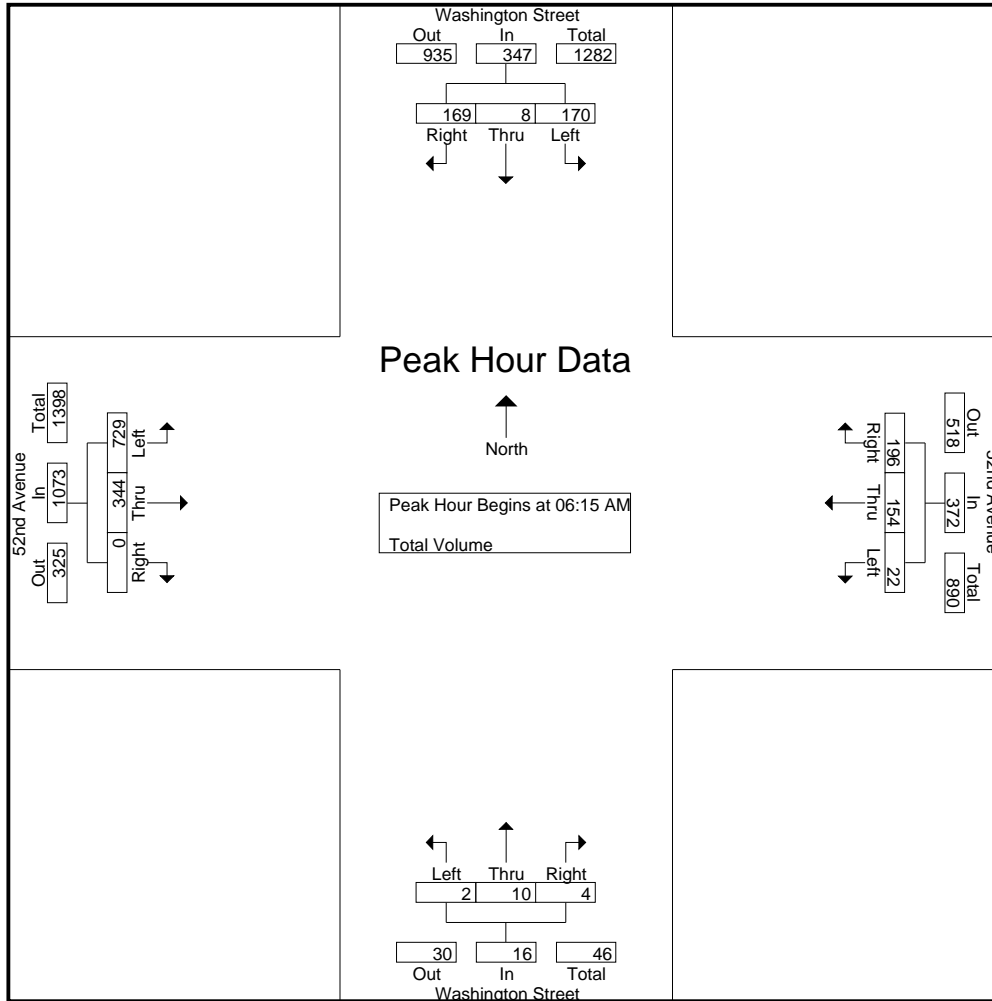 Washington Street
Out In Total
935 347 1282
169 8 170
Right Thru Left
Peak Hour Data
North
Peak Hour Begins at 06:15 AM
Total Volume
52nd Avenue
Out In Total
325 1073 1398
Left Thru Right
729 344 0
52nd Avenue
Out In Total
518 372 890
196 154 22
Right Thru Left
Left Thru Right
2 10 4
30 16 46
Out In Total
Washington Street